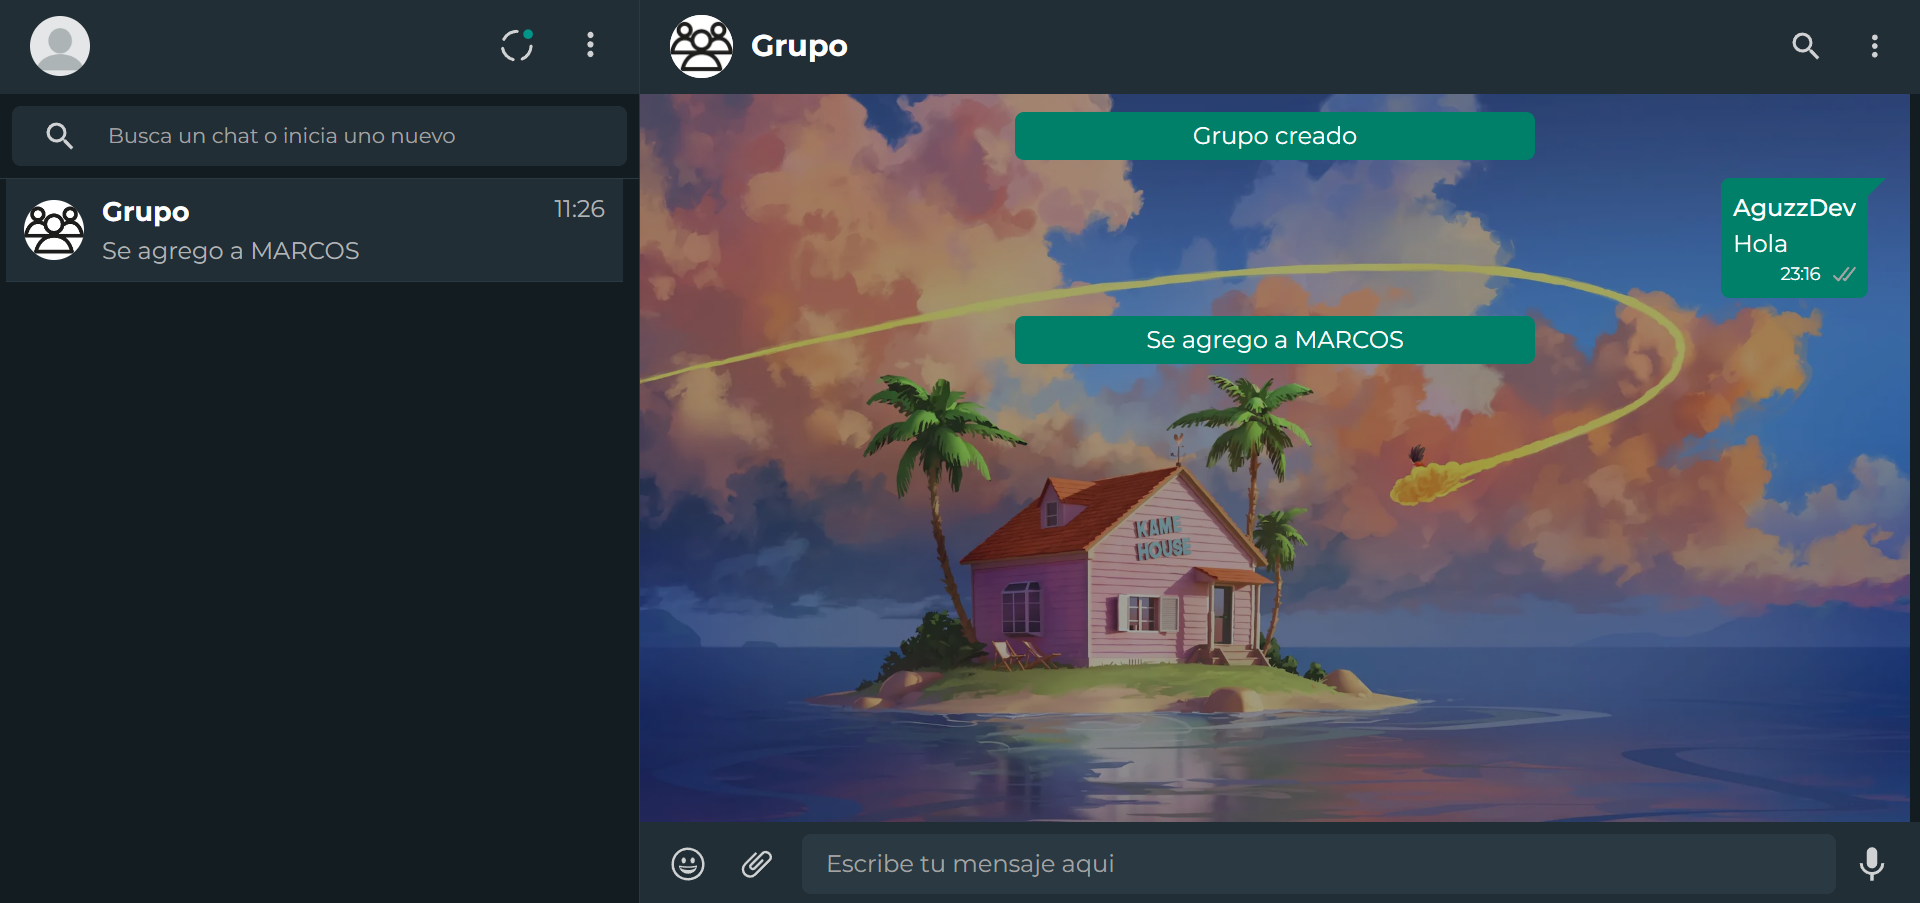 Busca un chat o inicia uno nuevo
Grupo
11:26
Se agrego a MARCOS
Grupo
Grupo creado
AguzzDev
Hola
23:16
Se agrego a MARCOS
KAME
HOUSE
Escribe tu mensaje aqui